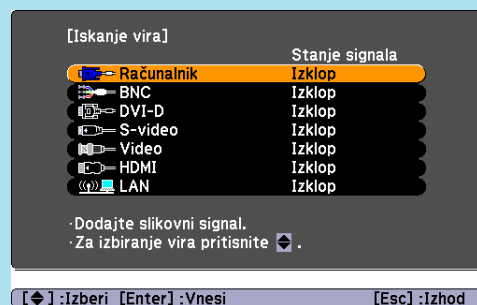 [Iskanje vira]
Stanje signala
Računalnik Izklop
BNC Izklop
DVI-D Izklop
S-video Izklop
Video Izklop
HDMI Izklop
LAN Izklop
·Dodajte slikovni signal.
·Za izbiranje vira pritisnite .
[] :Izberi [Enter] :Vnesi [Esc] :Izhod